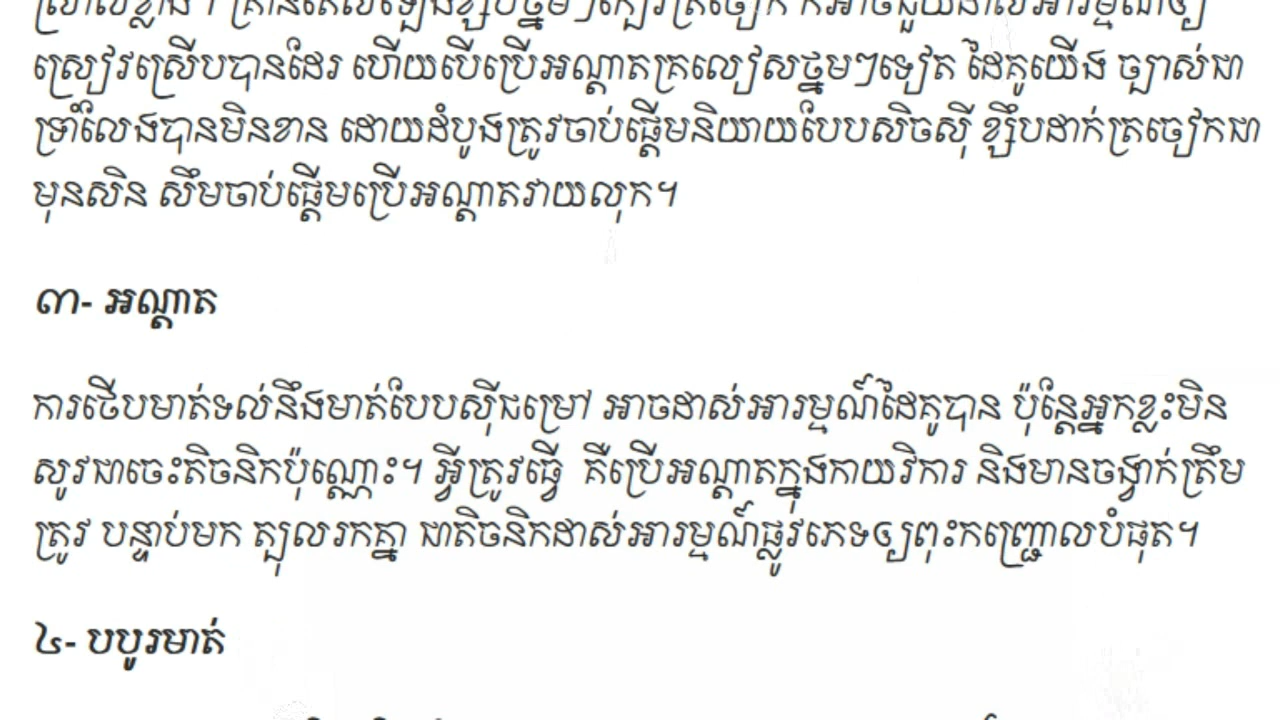 ស្រៀវស្រើបបានដែរ ហើយបើប្រើអណ្តាតគ្រលៀសថ្នមៗទៀត ដៃគូយើង ច្បាស់ជា
ទ្រាំលែងបានមិនខាន ដោយដំបូងត្រូវចាប់ផ្តើមនិយាយបែបសិចស៊ី ខ្សឹបដាក់ត្រចៀកជា
មុនសិន សឹមចាប់ផ្តើមប្រើអណ្តាតវាយលុក។
៣- អណ្តាត
ការថើបមាត់ទល់នឹងមាត់បែបស៊ីជម្រៅ អាចដាស់អារម្មណ៍ដៃគូបាន ប៉ុន្តែអ្នកខ្លះមិន
សូវជាចេះតិចនិកប៉ុណ្ណោះ។ អ្វីត្រូវធ្វើ គឺប្រើអណ្តាតក្នុងកាយវិការ និងមានចង្វាក់ត្រឹម
ត្រូវ បន្ទាប់មក ត្បុលរកគ្នា ជាតិចនិកដាស់អារម្មណ៍ផ្លូវភេទឲ្យពុះកញ្ជ្រោលបំផុត។
៤- បបូរមាត់